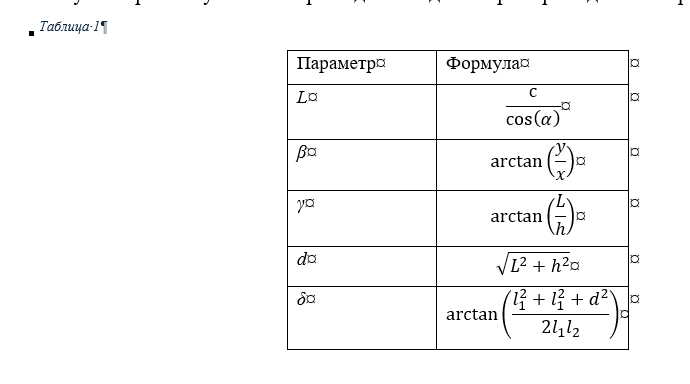 Таблица·1¶
Параметр¤ Формула¤ ¤
L¤ c/cos(α)¤ ¤
β¤ arctan(y/x)¤ ¤
γ¤ arctan(L/h)¤ ¤
d¤ √(L² + h²)¤ ¤
δ¤ arctan((l₁² + l₁² + d²)/(2l₁l₂))¤ ¤